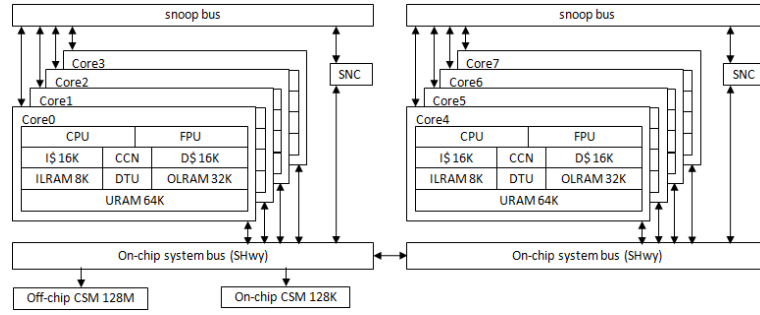 snoop bus
Core3
Core2
Core1
Core0
SNC
CPU FPU
I$ 16K CCN D$ 16K
ILRAM 8K DTU OLRAM 32K
URAM 64K
On-chip system bus (SHwy)
Off-chip CSM 128M
On-chip CSM 128K
snoop bus
Core7
Core6
Core5
Core4
SNC
CPU FPU
I$ 16K CCN D$ 16K
ILRAM 8K DTU OLRAM 32K
URAM 64K
On-chip system bus (SHwy)